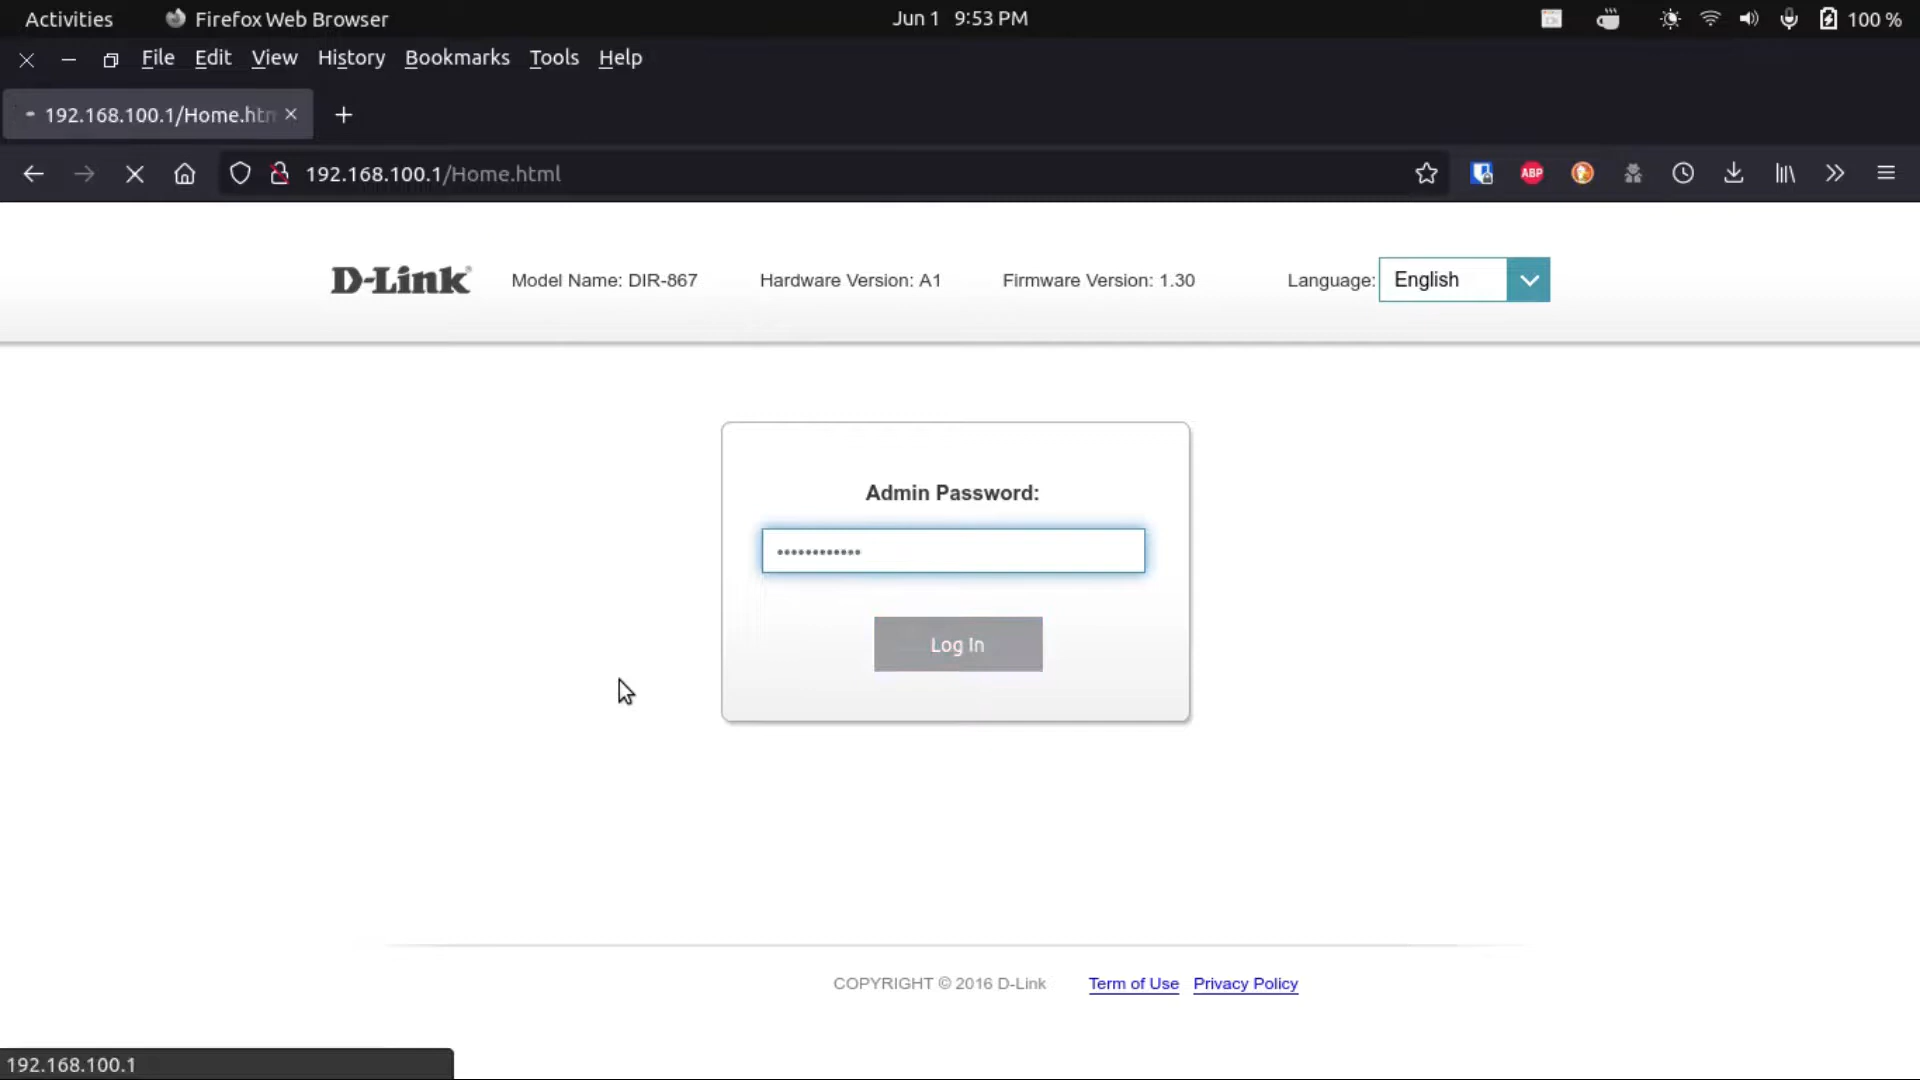 Activities Firefox Web Browser Jun 1 9:53 PM 100 %
File Edit View History Bookmarks Tools Help
192.168.100.1/Home.htm
192.168.100.1/Home.html ABP
D-Link Model Name: DIR-867 Hardware Version: A1 Firmware Version: 1.30 Language: English
Admin Password:
••••••••••••
Log In
COPYRIGHT © 2016 D-Link Term of Use Privacy Policy
192.168.100.1